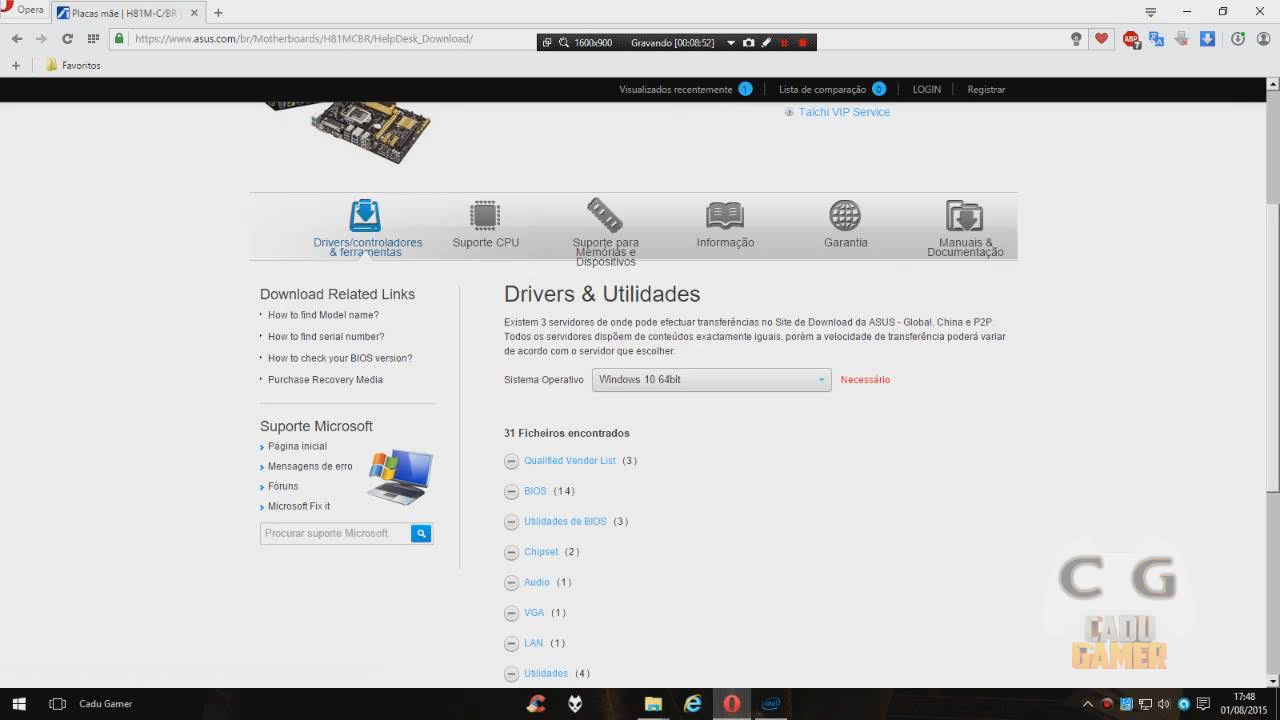 Opera
Placas mãe | H81M-C/BR |
https://www.asus.com/br/Motherboards/H81MCBR/HelpDesk_Download/
1600x900
Gravando [00:08:52]
ABP
7
Favoritos
Visualizados recentemente 1
Lista de comparação 0
LOGIN
Registrar
Taichi VIP Service
Drivers/controladores
& ferramentas
Suporte CPU
Suporte para
Memórias e
Dispositivos
Informação
Garantia
Manuais &
Documentação
Download Related Links
How to find Model name?
How to find serial number?
How to check your BIOS version?
Purchase Recovery Media
Suporte Microsoft
Página inicial
Mensagens de erro
Fóruns
Microsoft Fix it
Procurar suporte Microsoft
Drivers & Utilidades
Existem 3 servidores de onde pode efectuar transferências no Site de Download da ASUS - Global, China e P2P.
Todos os servidores dispõem de conteúdos exactamente iguais, porém a velocidade de transferência poderá variar
de acordo com o servidor que escolher.
Sistema Operativo
Windows 10 64bit
Necessário
31 Ficheiros encontrados
Qualified Vendor List (3)
BIOS (14)
Utilidades de BIOS (3)
Chipset (2)
Audio (1)
VGA (1)
LAN (1)
Utilidades (4)
C G
CADU
GAMER
Cadu Gamer
17:48
01/08/2015